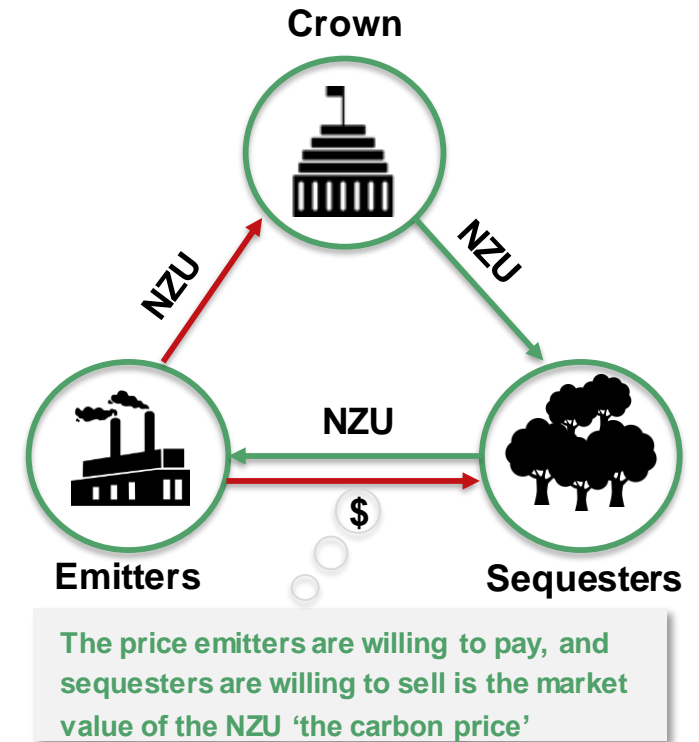 Crown
NZU
NZU
NZU
$
Emitters
Sequesters
The price emitters are willing to pay, and
sequesters are willing to sell is the market
value of the NZU ‘the carbon price’